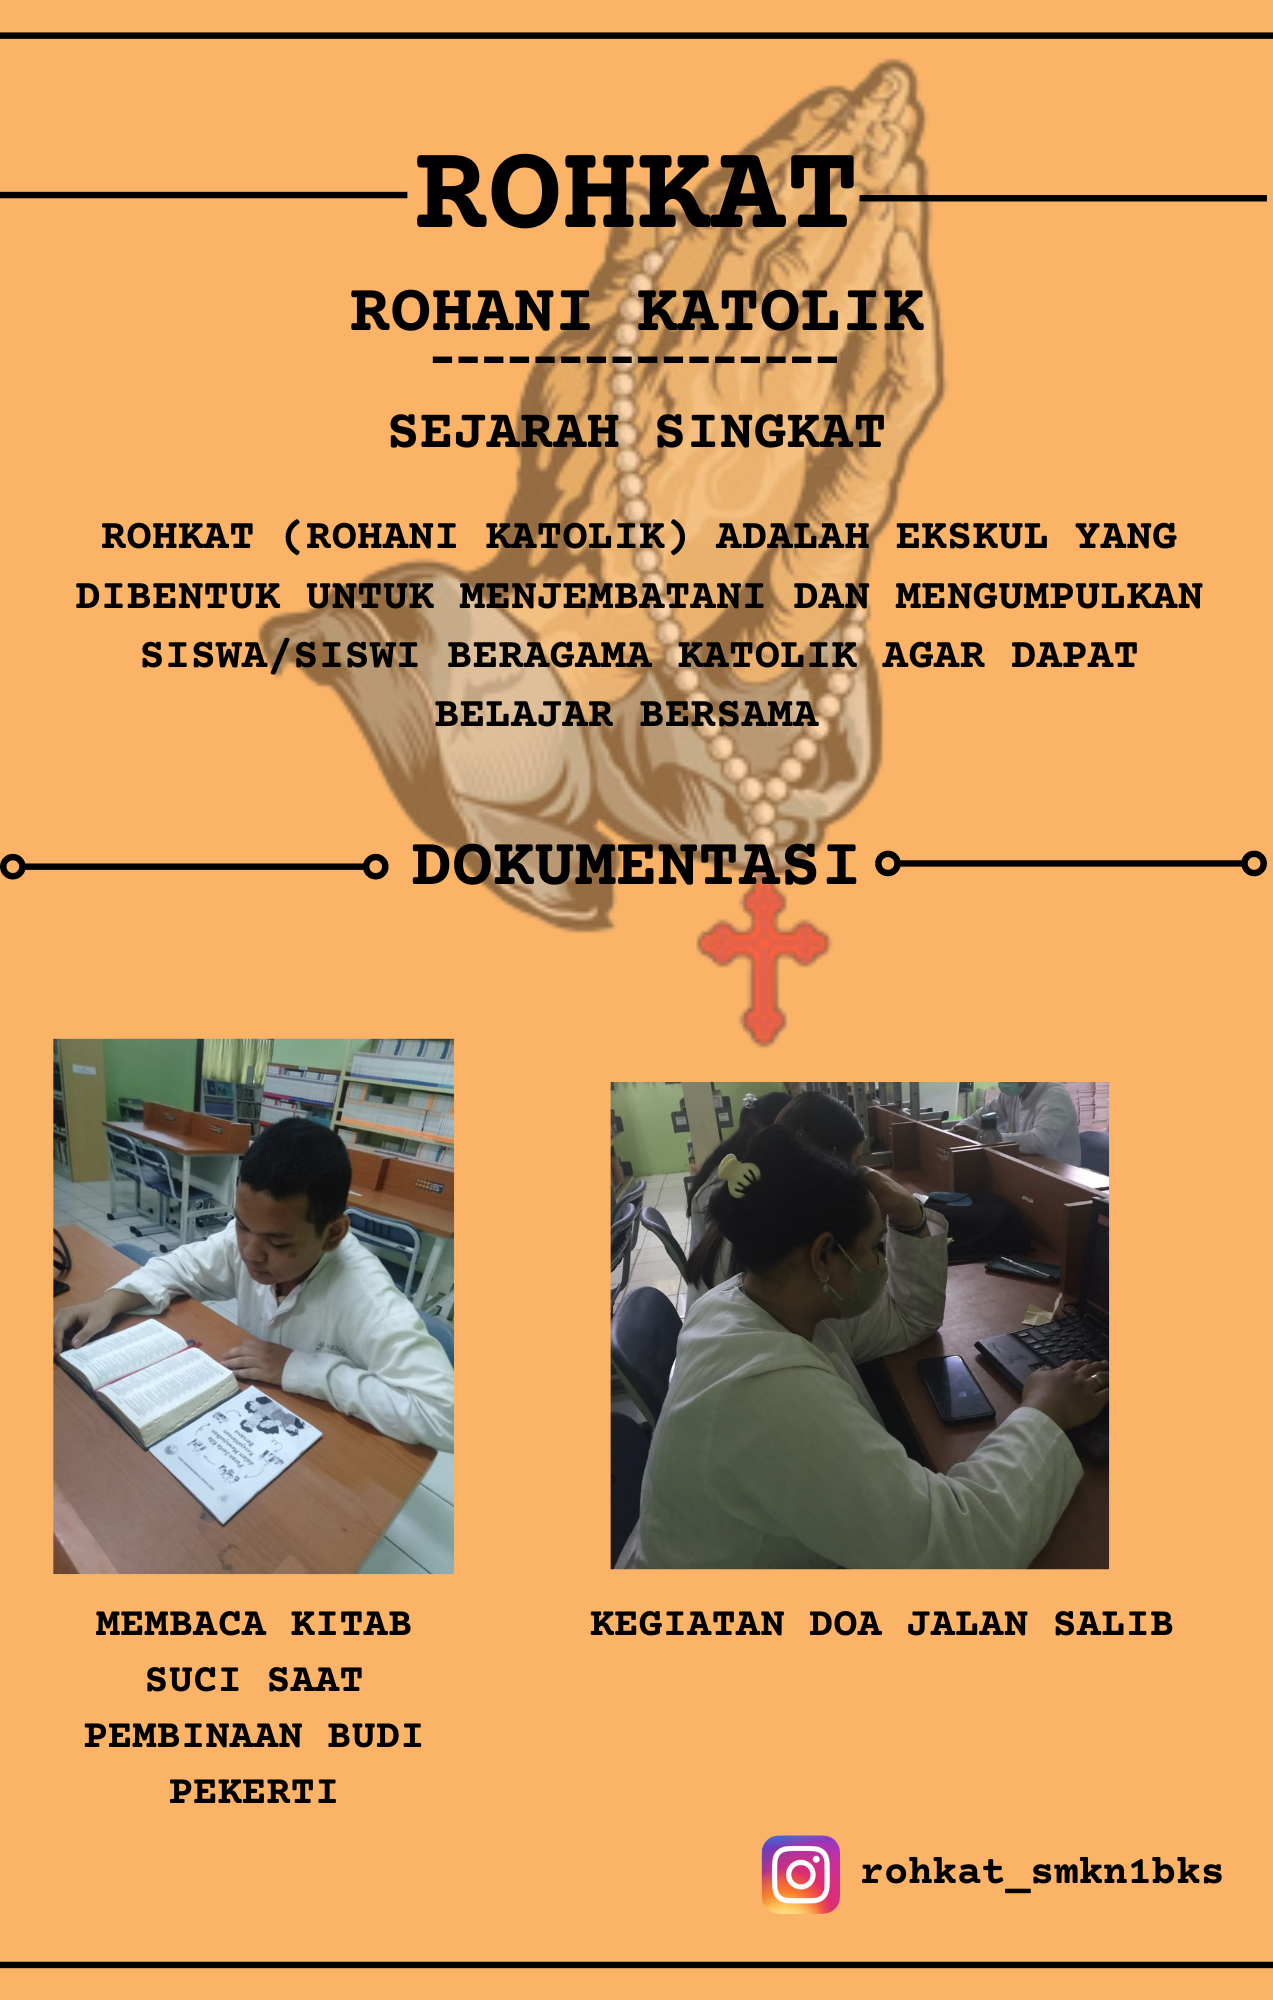 ROHKAT
ROHANI KATOLIK
----------------
SEJARAH SINGKAT
ROHKAT (ROHANI KATOLIK) ADALAH EKSKUL YANG
DIBENTUK UNTUK MENJEMBATANI DAN MENGUMPULKAN
SISWA/SISWI BERAGAMA KATOLIK AGAR DAPAT
BELAJAR BERSAMA
DOKUMENTASI
MEMBACA KITAB
SUCI SAAT
PEMBINAAN BUDI
PEKERTI
KEGIATAN DOA JALAN SALIB
rohkat_smkn1bks